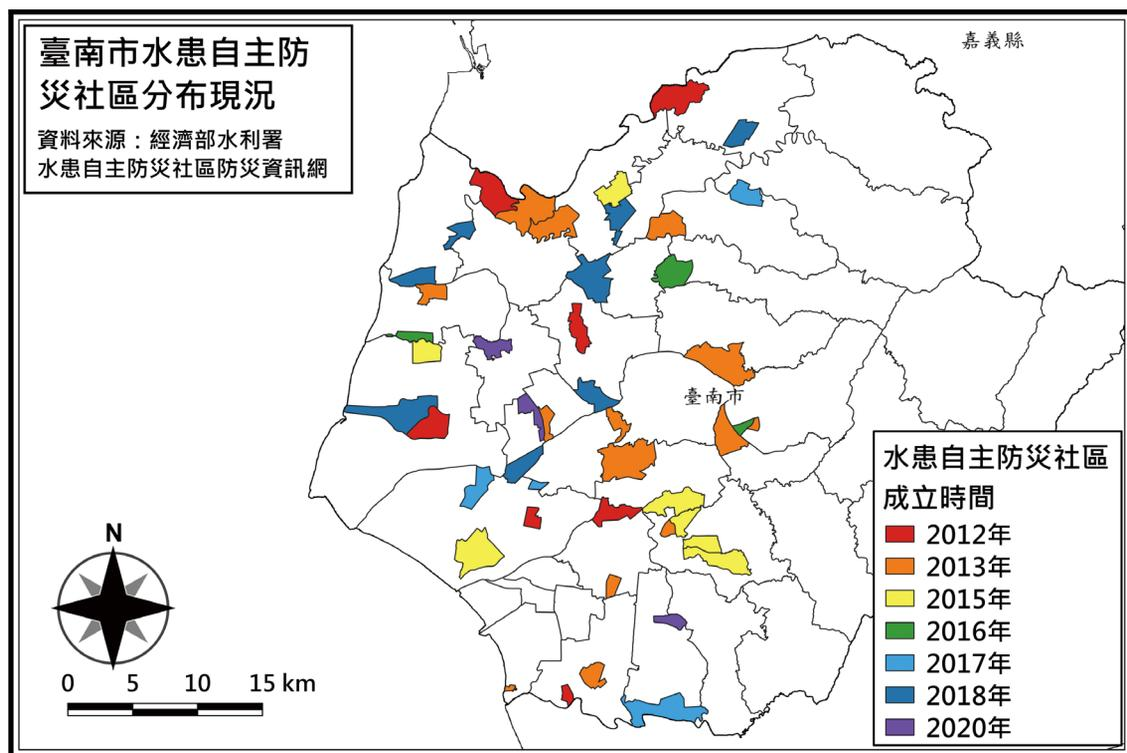 臺南市水患自主防
災社區分布現況
資料來源：經濟部水利署
水患自主防災社區防災資訊網
嘉義縣
臺南市
N
0 5 10 15 km
水患自主防災社區
成立時間
2012年
2013年
2015年
2016年
2017年
2018年
2020年